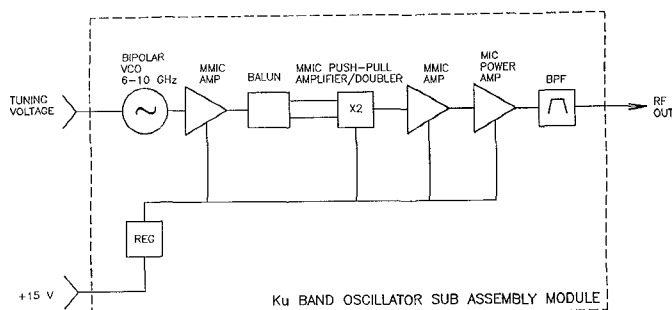 BIPOLAR
VCO
6-10 GHz
MMIC
AMP
BALUN
MMIC PUSH-PULL
AMPLIFIER/DOUBLER
MMIC
AMP
MIC
POWER
AMP
BPF
TUNING
VOLTAGE
X2
RF
OUT
REG
+15 V
Ku BAND OSCILLATOR SUB ASSEMBLY MODULE